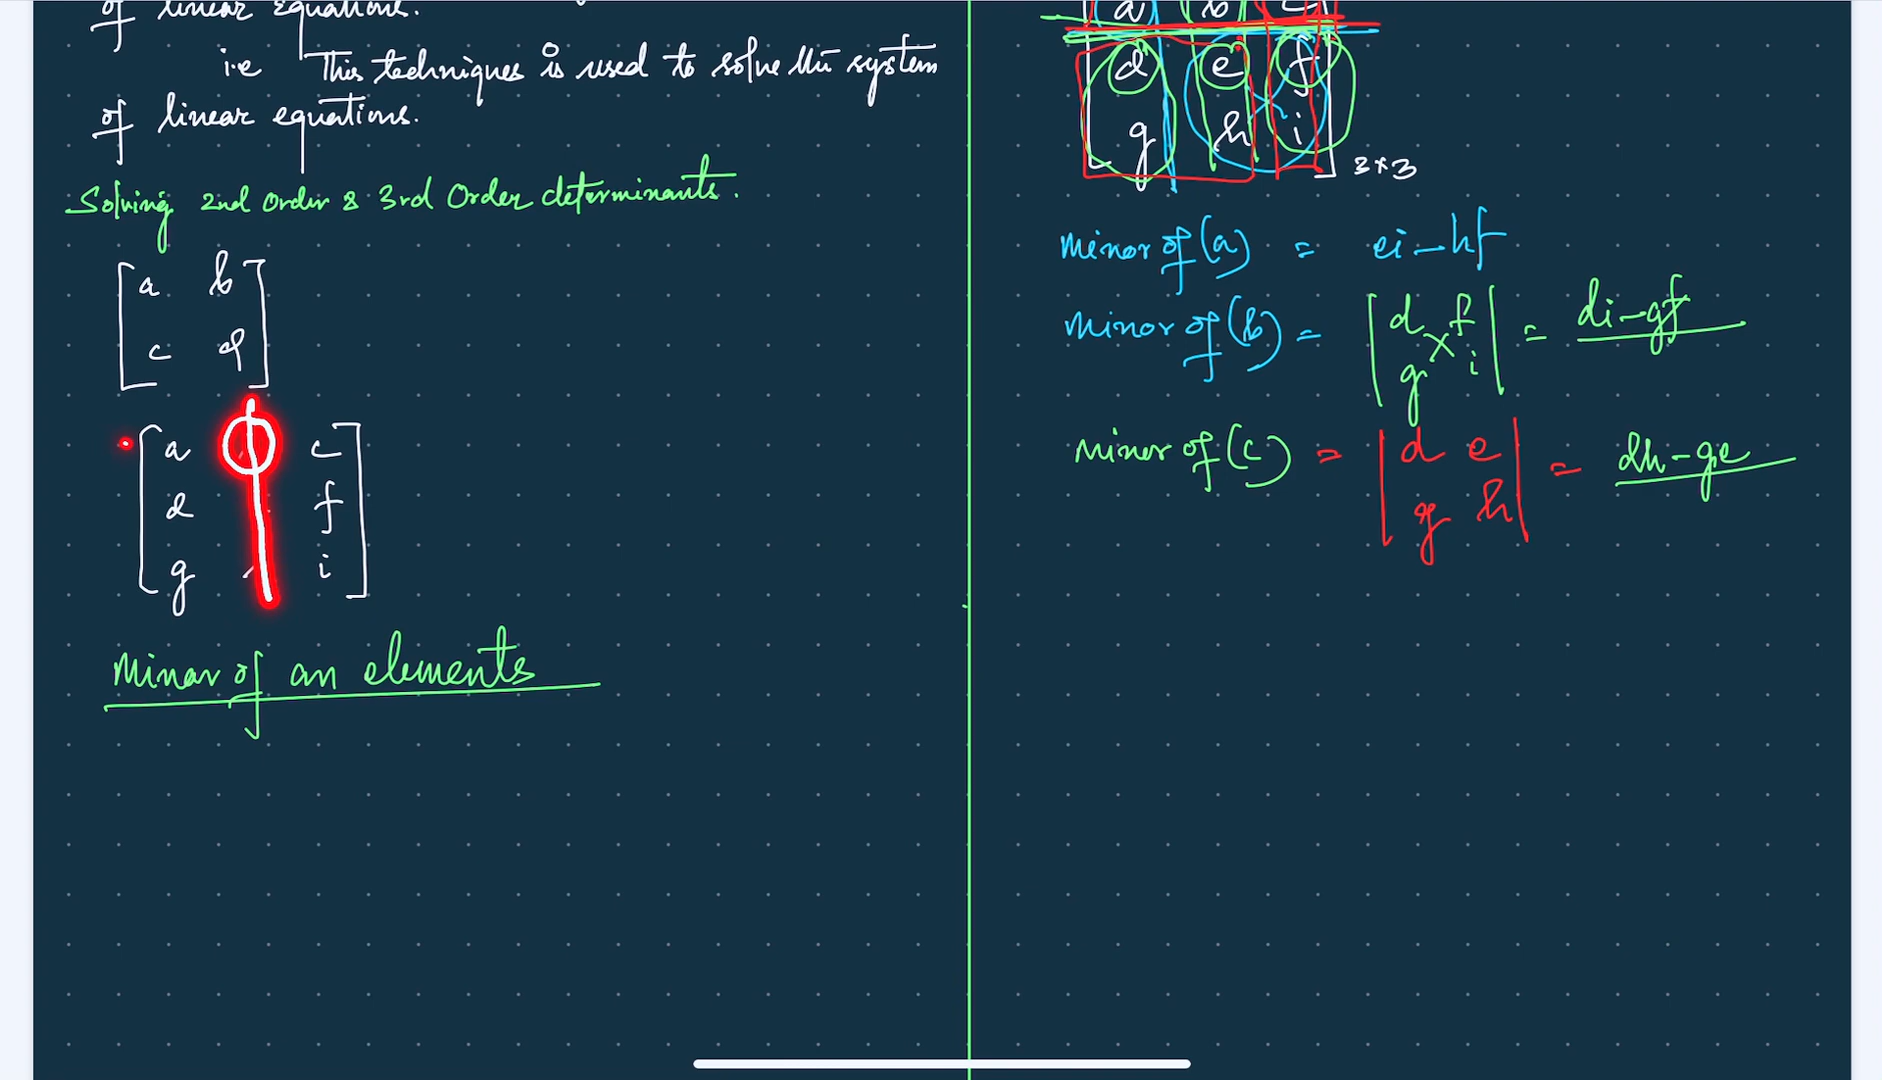 of linear equations.
i.e This techniques is used to solve the system
of linear equations.
Solving 2nd Order & 3rd Order determinants.
a b
c d
a c
d f
g i
Minor of an elements
a b c
d e f
g h i
3×3
Minor of (a) = ei-hf
Minor of (b) = | d f | = di-gf
g i
Minor of (c) = | d e | = dh-ge
g h